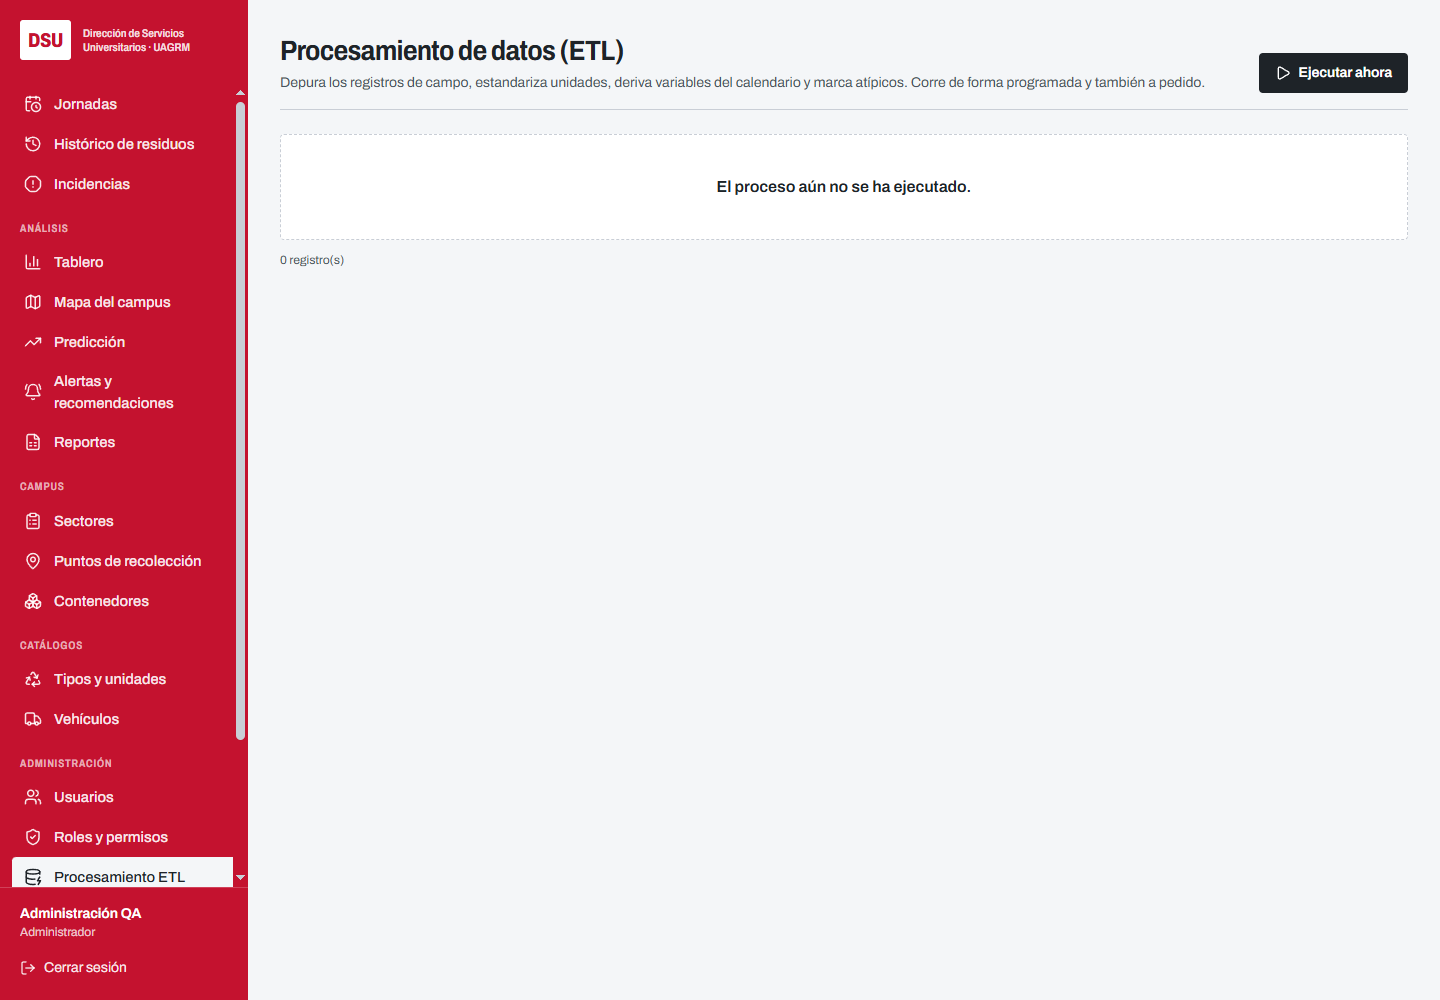 DSU
Dirección de Servicios
Universitarios · UAGRM
Jornadas
Histórico de residuos
Incidencias
ANÁLISIS
Tablero
Mapa del campus
Predicción
Alertas y
recomendaciones
Reportes
CAMPUS
Sectores
Puntos de recolección
Contenedores
CATÁLOGOS
Tipos y unidades
Vehículos
ADMINISTRACIÓN
Usuarios
Roles y permisos
Procesamiento ETL
Administración QA
Administrador
Cerrar sesión
Procesamiento de datos (ETL)
Depura los registros de campo, estandariza unidades, deriva variables del calendario y marca atípicos. Corre de forma programada y también a pedido.
Ejecutar ahora
El proceso aún no se ha ejecutado.
0 registro(s)